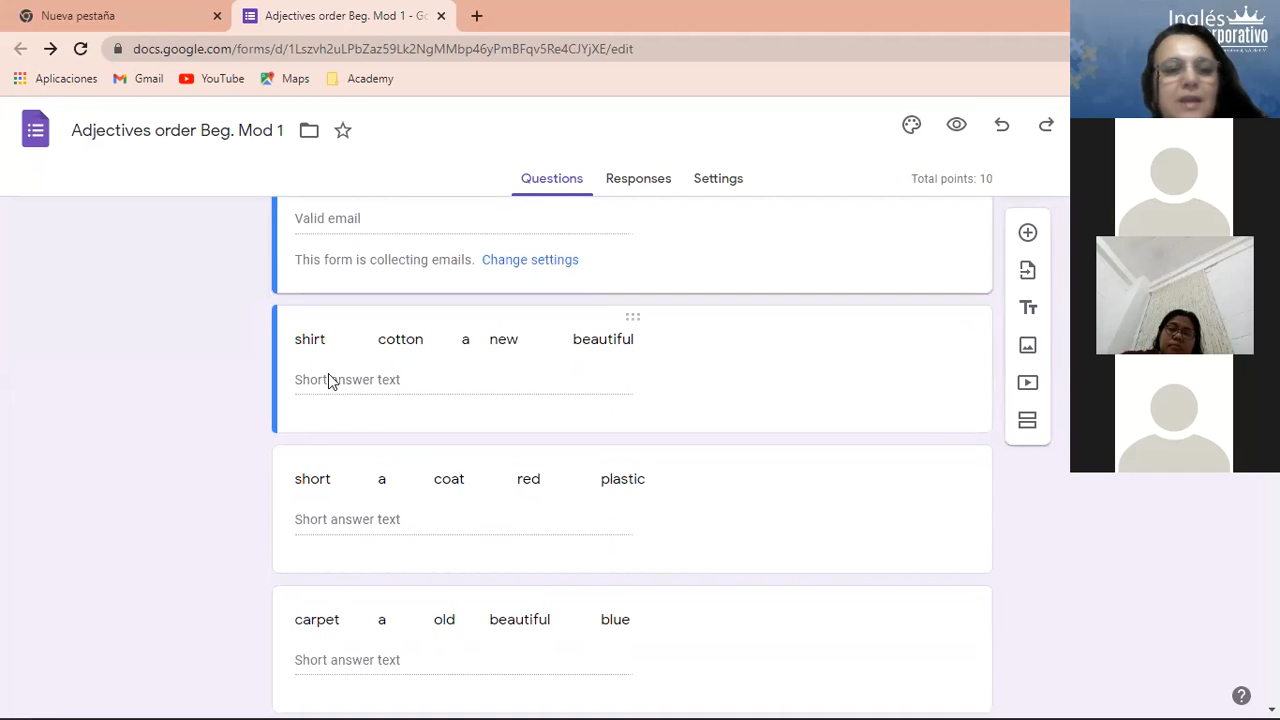 Nueva pestaña
Adjectives order Beg. Mod 1 - Go
docs.google.com/forms/d/1Lszvh2uLPbZaz59Lk2NgMMbp46yPmBFqv5Re4CJYjXE/edit
Aplicaciones
Gmail
YouTube
Maps
Academy
Inglés
Adjectives order Beg. Mod 1
Questions
Responses
Settings
Total points: 10
Valid email
This form is collecting emails. Change settings
shirt cotton a new beautiful
Short answer text
short a coat red plastic
Short answer text
carpet a old beautiful blue
Short answer text